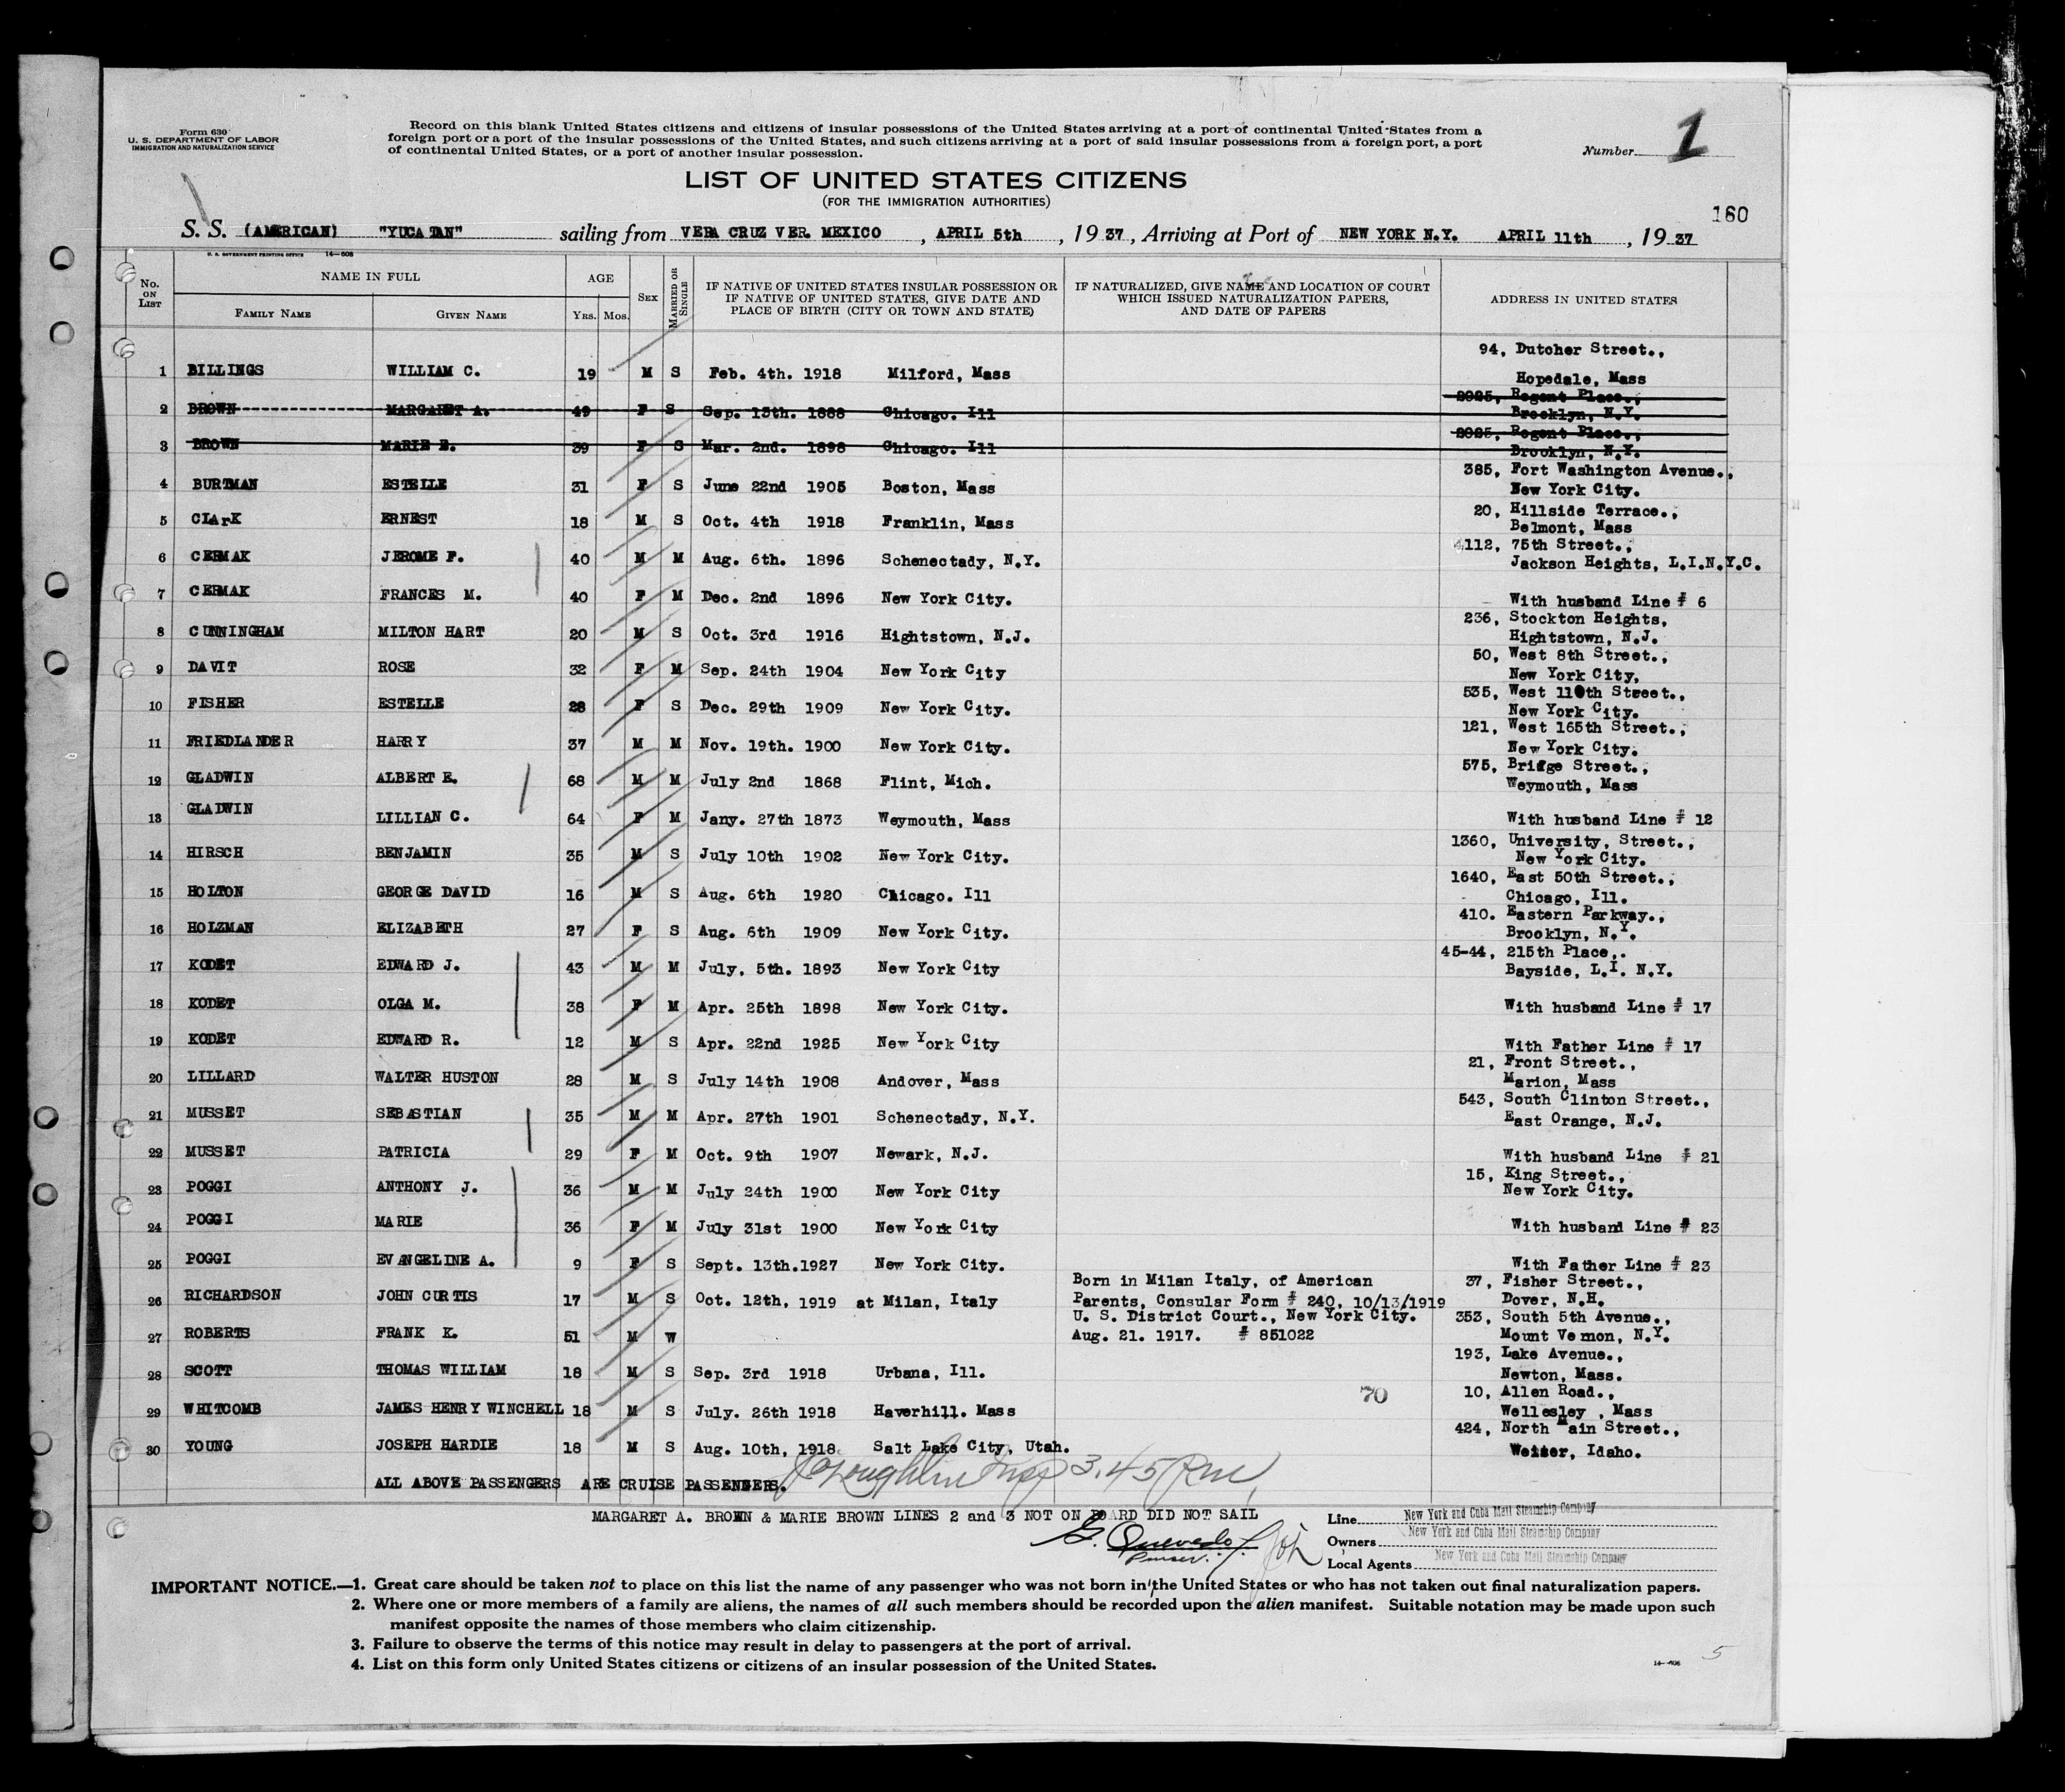 Form 630
U. S. DEPARTMENT OF LABOR
IMMIGRATION AND NATURALIZATION SERVICE
Record on this blank United States citizens and citizens of insular possessions of the United States arriving at a port of continental United States from a
foreign port or a port of the insular possessions of the United States, and such citizens arriving at a port of said insular possessions from a foreign port, a port
of continental United States, or a port of another insular possession.
Number 1
LIST OF UNITED STATES CITIZENS
(FOR THE IMMIGRATION AUTHORITIES)
160
S. S. (AMERICAN) "YUCATAN" sailing from VERA CRUZ VER. MEXICO, APRIL 5th, 1937, Arriving at Port of NEW YORK N.Y. APRIL 11th, 1937
U. S. GOVERNMENT PRINTING OFFICE 14—608
No. ON LIST
NAME IN FULL
FAMILY NAME
GIVEN NAME
AGE
YRS. MOS.
SEX
MARRIED OR SINGLE
IF NATIVE OF UNITED STATES INSULAR POSSESSION OR
IF NATIVE OF UNITED STATES, GIVE DATE AND
PLACE OF BIRTH (CITY OR TOWN AND STATE)
IF NATURALIZED, GIVE NAME AND LOCATION OF COURT
WHICH ISSUED NATURALIZATION PAPERS,
AND DATE OF PAPERS
ADDRESS IN UNITED STATES
94, Dutcher Street.,
1 BILLINGS WILLIAM C. 19 M S Feb. 4th. 1918 Milford, Mass
Hopedale, Mass
2925, Regent Place.,
2 BROWN MARGARET A. 49 F S Sep. 13th. 1888 Chicago. Ill
Brooklyn, N.Y.
2925, Regent Place.,
3 BROWN MARIE E. 39 F S Mar. 2nd. 1898 Chicago. Ill
Brooklyn, N.Y.
385, Fort Washington Avenue.,
4 BURTMAN ESTELLE 31 F S June 22nd 1905 Boston, Mass
New York City.
20, Hillside Terrace.,
5 CLArK ERNEST 18 M S Oct. 4th 1918 Franklin, Mass
Belmont, Mass
4112, 75th Street.,
6 CERMAK JEROME F. 40 M M Aug. 6th. 1896 Schenectady, N.Y.
Jackson Heights, L.I.N.Y.C.
7 CERMAK FRANCES M. 40 F M Dec. 2nd 1896 New York City.
With husband Line # 6
236, Stockton Heights,
8 CUNNINGHAM MILTON HART 20 M S Oct. 3rd 1916 Hightstown, N.J.
Hightstown, N.J.
50, West 8th Street.,
9 DAVIT ROSE 32 F M Sep. 24th 1904 New York City
New York City,
535, West 110th Street.,
10 FISHER ESTELLE 28 F S Dec. 29th 1909 New York City.
New York City.
121, West 165th Street.,
11 FRIEDLANDER HARRY 37 M M Nov. 19th. 1900 New York City.
New York City.
575, Bridge Street.,
12 GLADWIN ALBERT E. 68 M M July 2nd 1868 Flint, Mich.
Weymouth, Mass
13 GLADWIN LILLIAN C. 64 F M Jany. 27th 1873 Weymouth, Mass
With husband Line # 12
1360, University, Street.,
14 HIRSCH BENJAMIN 35 M S July 10th 1902 New York City.
New York City.
1640, East 50th Street.,
15 HOLTON GEORGE DAVID 16 M S Aug. 6th 1920 Chicago. Ill
Chicago, Ill.
410. Eastern Parkway.,
16 HOLZMAN ELIZABETH 27 F S Aug. 6th 1909 New York City.
Brooklyn, N.Y.
45-44, 215th Place,.
17 KODET EDWARD J. 43 M M July, 5th. 1893 New York City
Bayside, L.I. N.Y.
18 KODET OLGA M. 38 F M Apr. 25th 1898 New York City.
With husband Line # 17
19 KODET EDWARD R. 12 M S Apr. 22nd 1925 New York City
With Father Line # 17
21, Front Street.,
20 LILLARD WALTER HUSTON 28 M S July 14th 1908 Andover, Mass
Marion, Mass
543, South Clinton Street.,
21 MUSSET SEBASTIAN 35 M M Apr. 27th 1901 Schenectady, N.Y.
East Orange, N.J.
22 MUSSET PATRICIA 29 F M Oct. 9th 1907 Newark, N.J.
With husband Line # 21
15, King Street.,
23 POGGI ANTHONY J. 36 M M July 24th 1900 New York City
New York City.
24 POGGI MARIE 36 F M July 31st 1900 New York City
With husband Line # 23
25 POGGI EVANGELINE A. 9 F S Sept. 13th.1927 New York City.
With Father Line # 23
Born in Milan Italy, of American 37, Fisher Street.,
26 RICHARDSON JOHN CURTIS 17 M S Oct. 12th, 1919 at Milan, Italy Parents, Consular Form # 240, 10/13/1919
Dover, N.H.
U. S. District Court., New York City. 353, South 5th Avenue.,
27 ROBERTS FRANK K. 51 M W Aug. 21. 1917. # 851022
Mount Vernon, N.Y.
193, Lake Avenue.,
28 SCOTT THOMAS WILLIAM 18 M S Sep. 3rd 1918 Urbana, Ill.
Newton, Mass.
70
10, Allen Road.,
29 WHITCOMB JAMES HENRY WINCHELL 18 M S July. 26th 1918 Haverhill. Mass
Wellesley , Mass
424, North Main Street.,
30 YOUNG JOSEPH HARDIE 18 M S Aug. 10th, 1918 Salt Lake City, Utah.
Weiser, Idaho.
ALL ABOVE PASSENGERS ARE CRUISE PASSENGERS.
3.45 PM
MARGARET A. BROWN & MARIE BROWN LINES 2 and 3 NOT ON BOARD DID NOT SAIL
G. Quevedo
Purser.
Line New York and Cuba Mail Steamship Company
Owners New York and Cuba Mail Steamship Company
Local Agents New York and Cuba Mail Steamship Company
IMPORTANT NOTICE.—1. Great care should be taken not to place on this list the name of any passenger who was not born in the United States or who has not taken out final naturalization papers.
2. Where one or more members of a family are aliens, the names of all such members should be recorded upon the alien manifest. Suitable notation may be made upon such
manifest opposite the names of those members who claim citizenship.
3. Failure to observe the terms of this notice may result in delay to passengers at the port of arrival.
4. List on this form only United States citizens or citizens of an insular possession of the United States.
14—608
5